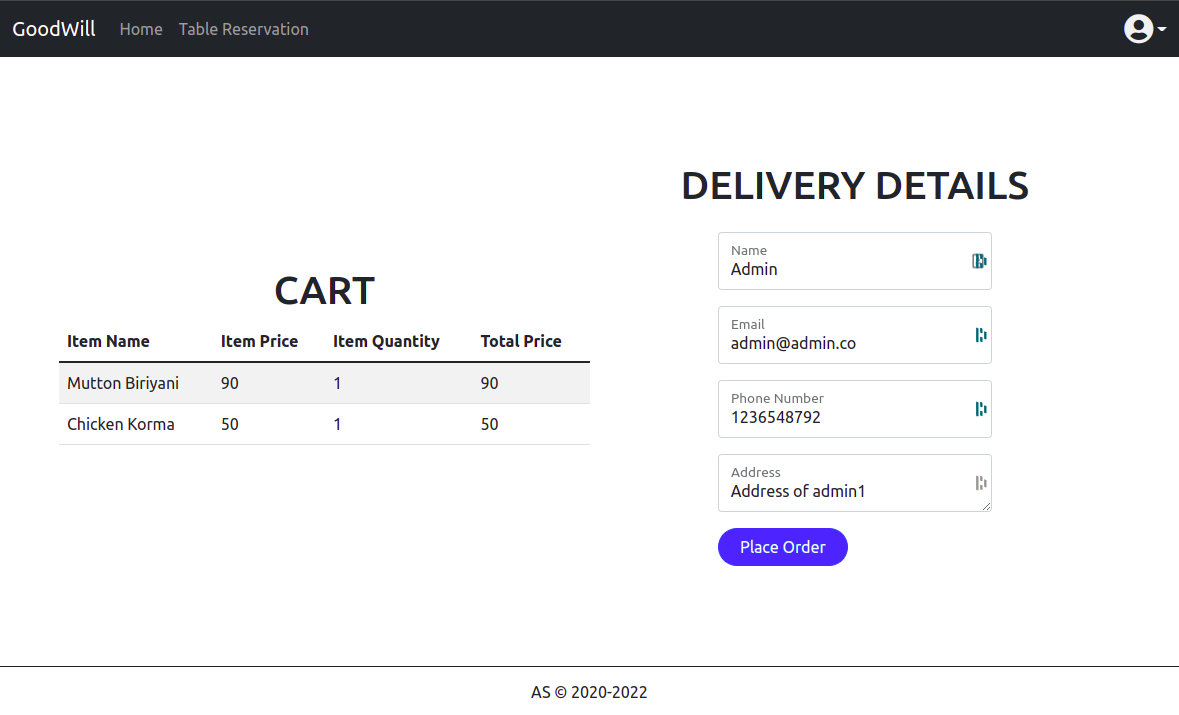 GoodWill Home Table Reservation
CART
Item Name Item Price Item Quantity Total Price
Mutton Biriyani 90 1 90
Chicken Korma 50 1 50
DELIVERY DETAILS
Name
Admin
Email
admin@admin.co
Phone Number
1236548792
Address
Address of admin1
Place Order
AS © 2020-2022